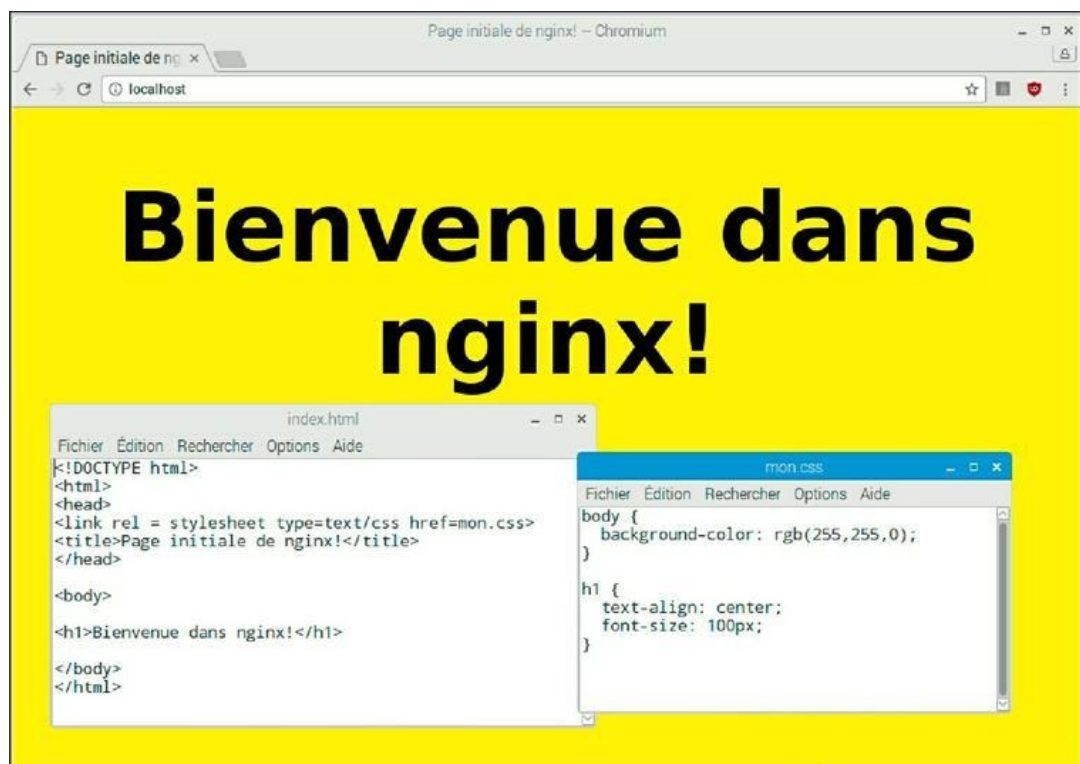 Page initiale de nginx! – Chromium
Page initiale de ng
localhost
Bienvenue dans
nginx!
index.html
Fichier Édition Rechercher Options Aide
<!DOCTYPE html>
<html>
<head>
<link rel = stylesheet type=text/css href=mon.css>
<title>Page initiale de nginx!</title>
</head>
<body>
<h1>Bienvenue dans nginx!</h1>
</body>
</html>
mon.css
Fichier Édition Rechercher Options Aide
body {
  background-color: rgb(255,255,0);
}
h1 {
  text-align: center;
  font-size: 100px;
}